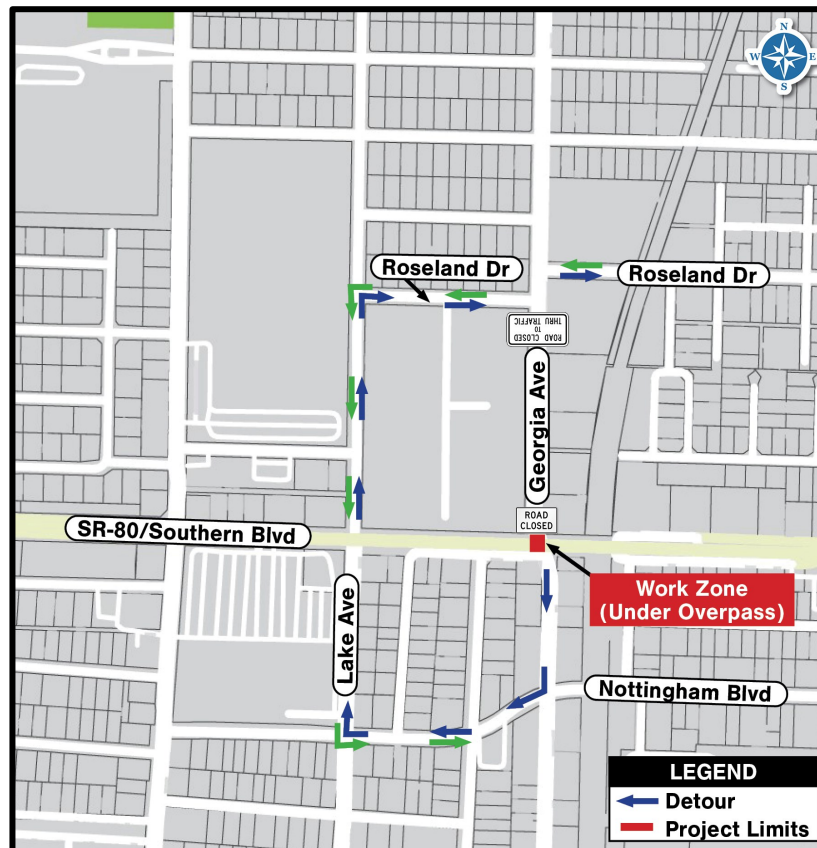 N
W E
S
Roseland Dr
Roseland Dr
ROAD CLOSED
TO
THRU TRAFFIC
Georgia Ave
ROAD
CLOSED
SR-80/Southern Blvd
Work Zone
(Under Overpass)
Lake Ave
Nottingham Blvd
LEGEND
Detour
Project Limits